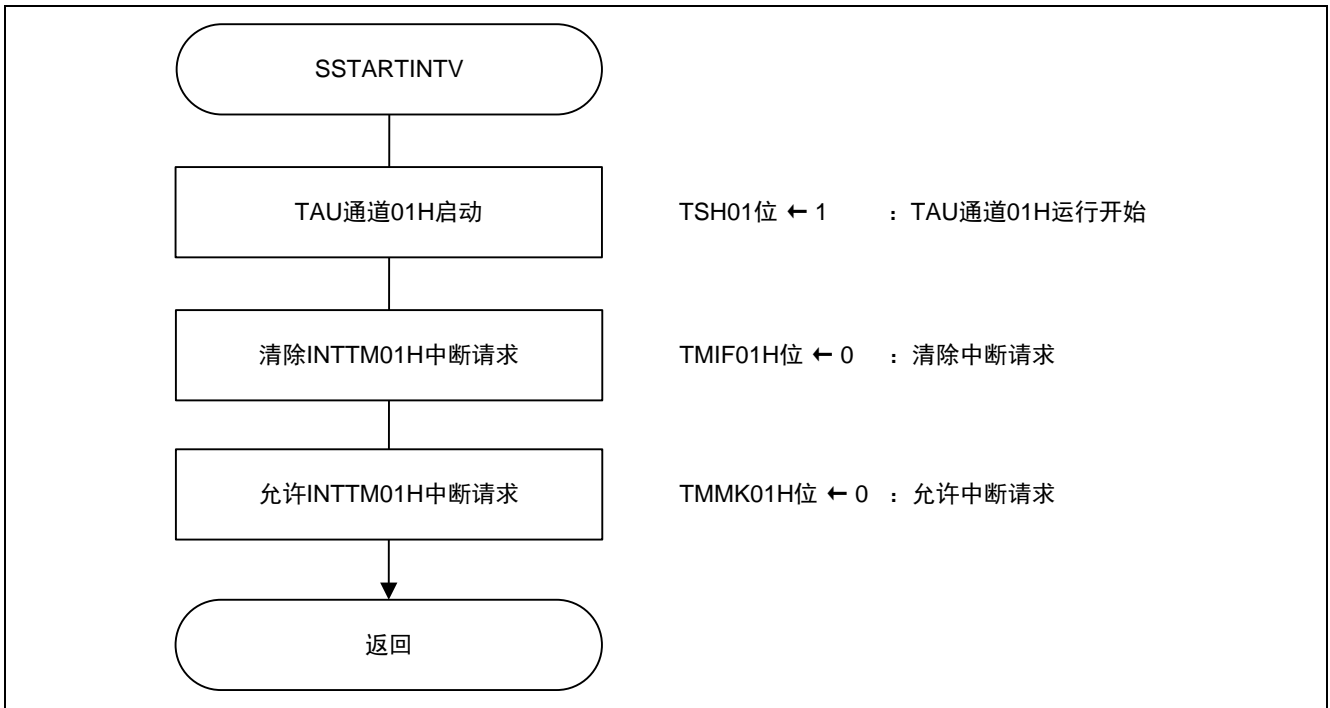 SSTARTINTV
TAU通道01H启动 TSH01位 ← 1 ：TAU通道01H运行开始
清除INTTM01H中断请求 TMIF01H位 ← 0 ：清除中断请求
允许INTTM01H中断请求 TMMK01H位 ← 0 ：允许中断请求
返回